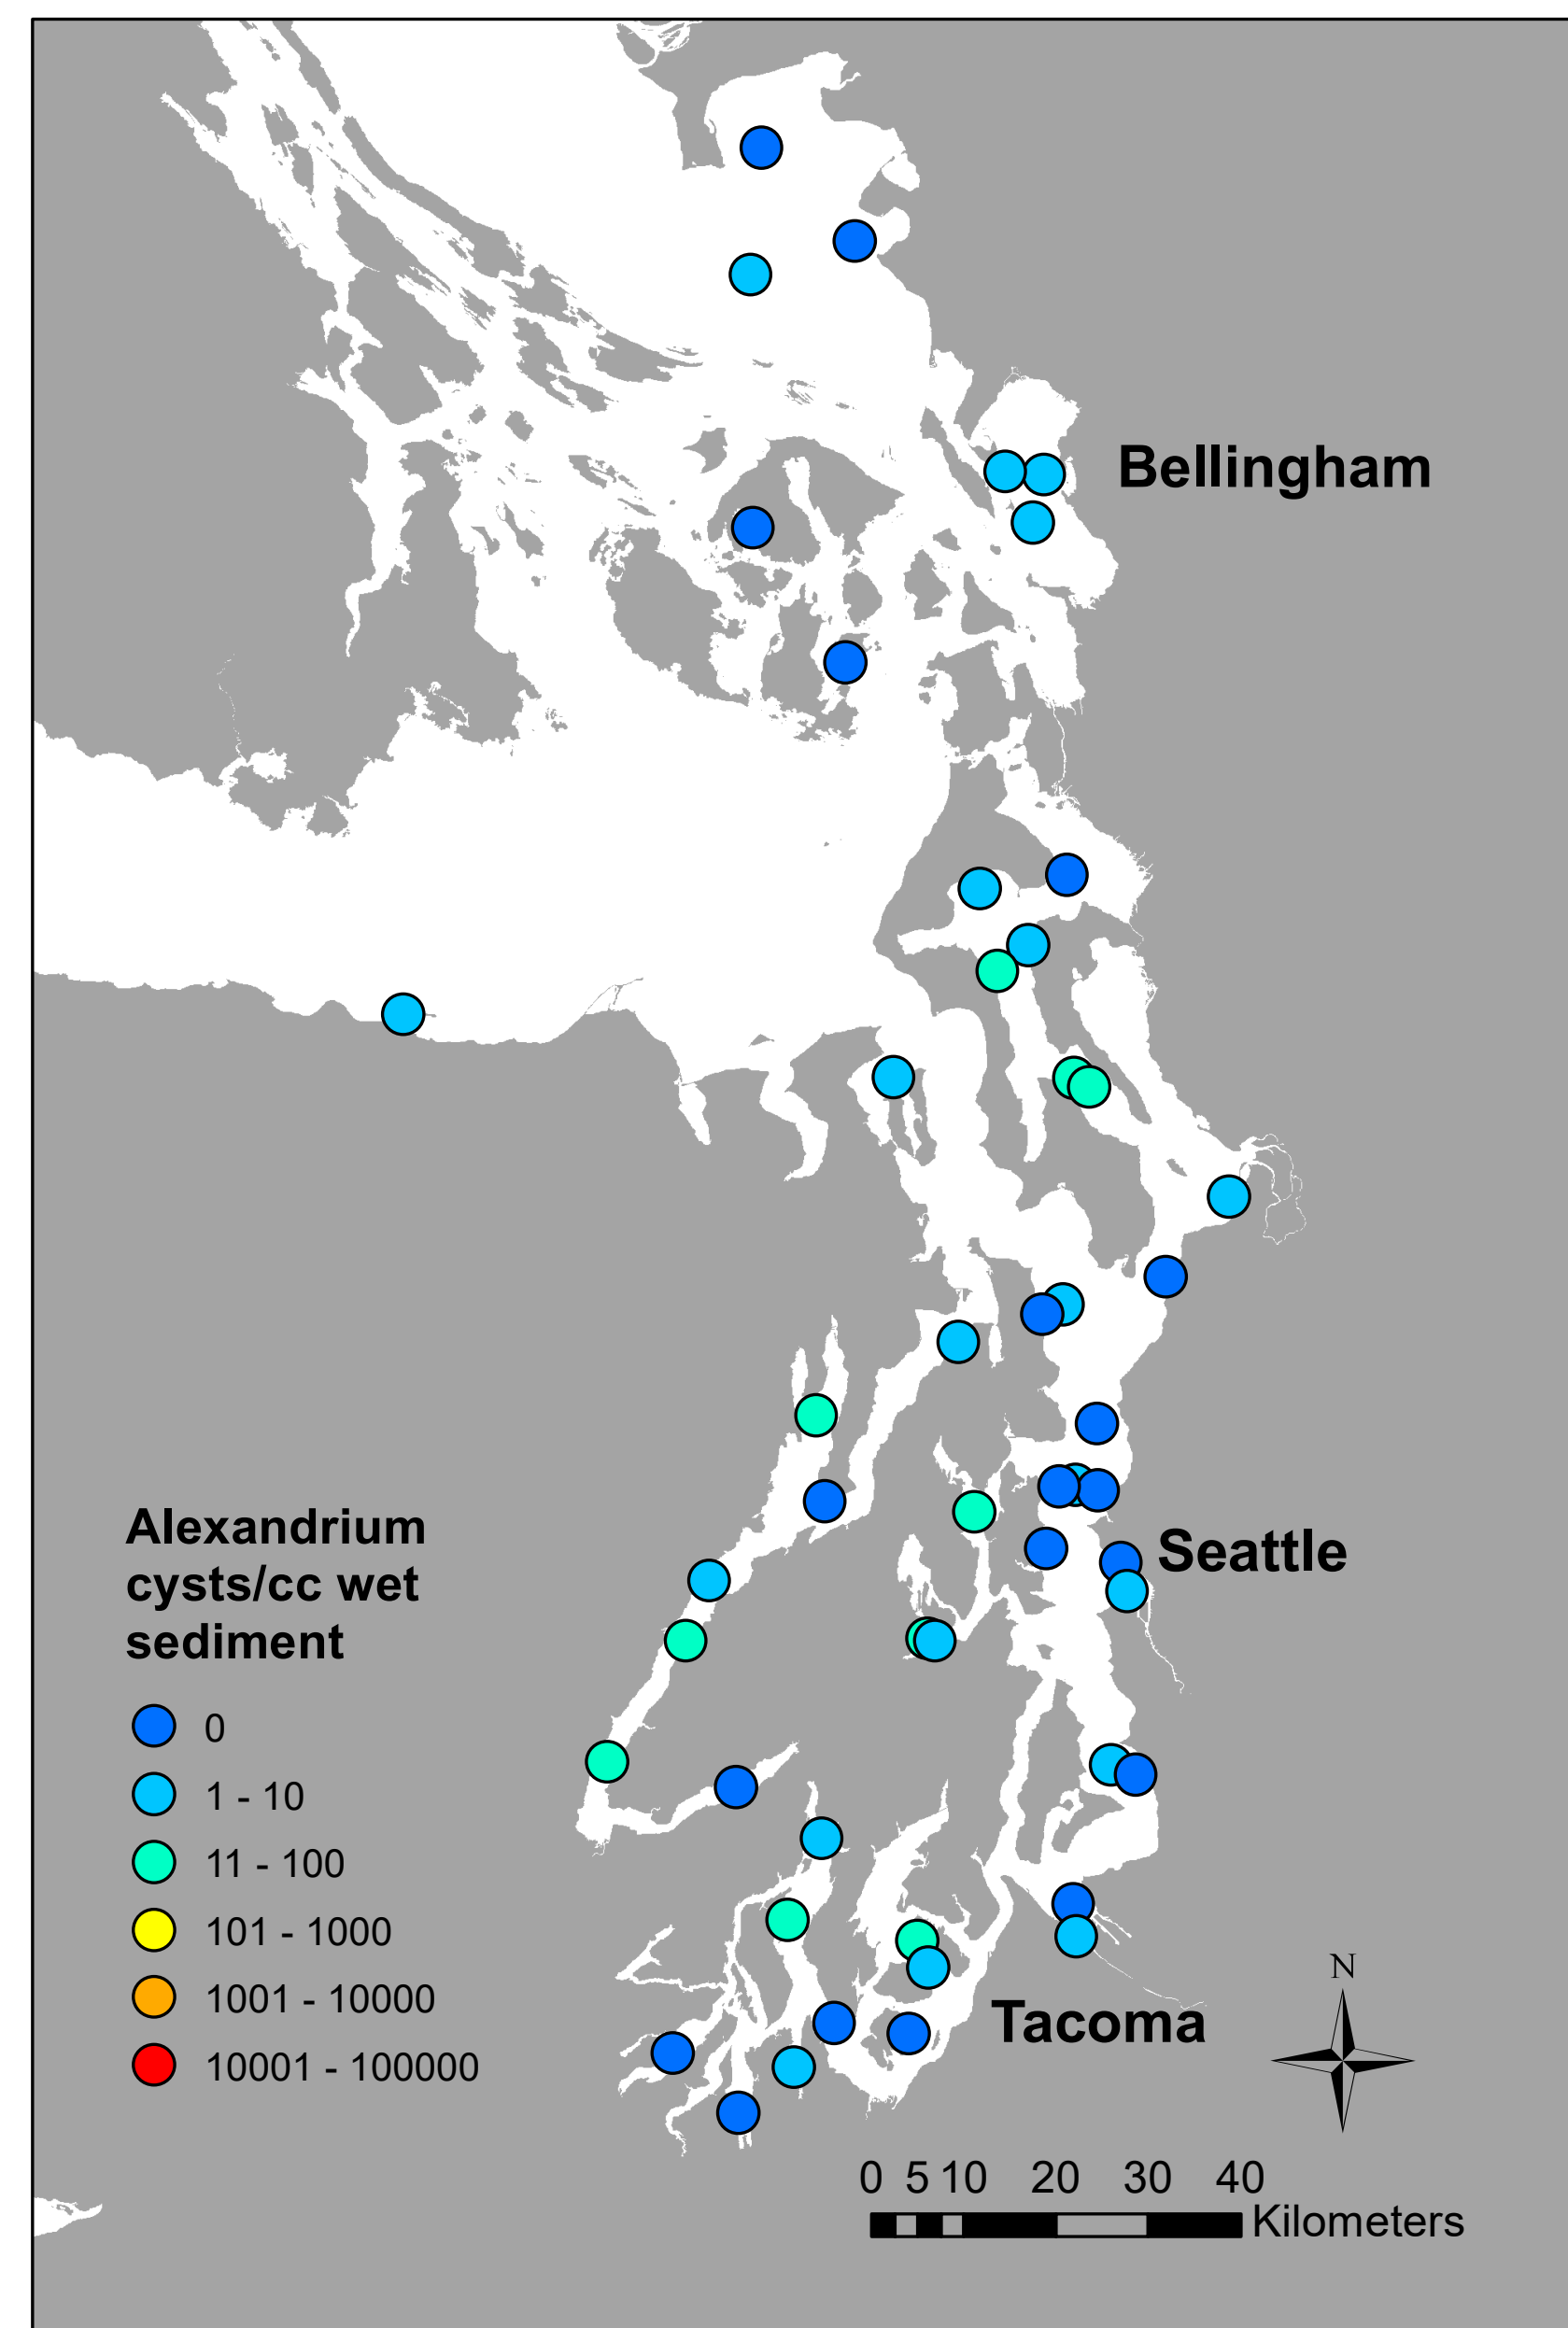 Bellingham
Seattle
Alexandrium
cysts/cc wet
sediment
0
1 - 10
11 - 100
101 - 1000
1001 - 10000
10001 - 100000
N
Tacoma
0 5 10 20 30 40
Kilometers